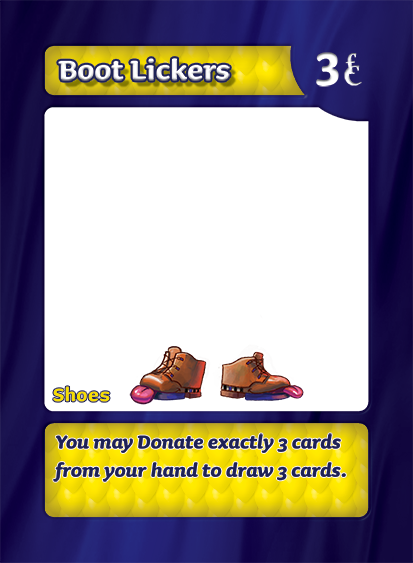 Boot Lickers
3
Shoes
You may Donate exactly 3 cards
from your hand to draw 3 cards.